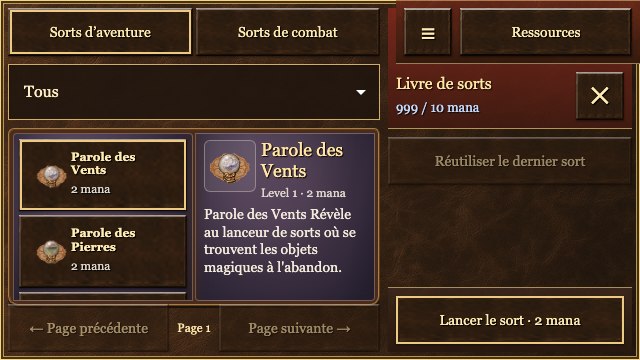 Sorts d’aventure
Sorts de combat
≡
Ressources
Tous
Livre de sorts
999 / 10 mana
Parole des
Vents
2 mana
Parole des
Pierres
2 mana
Parole des
Vents
Level 1 · 2 mana
Parole des Vents Révèle
au lanceur de sorts où se
trouvent les objets
magiques à l'abandon.
Réutiliser le dernier sort
← Page précédente
Page 1
Page suivante →
Lancer le sort · 2 mana